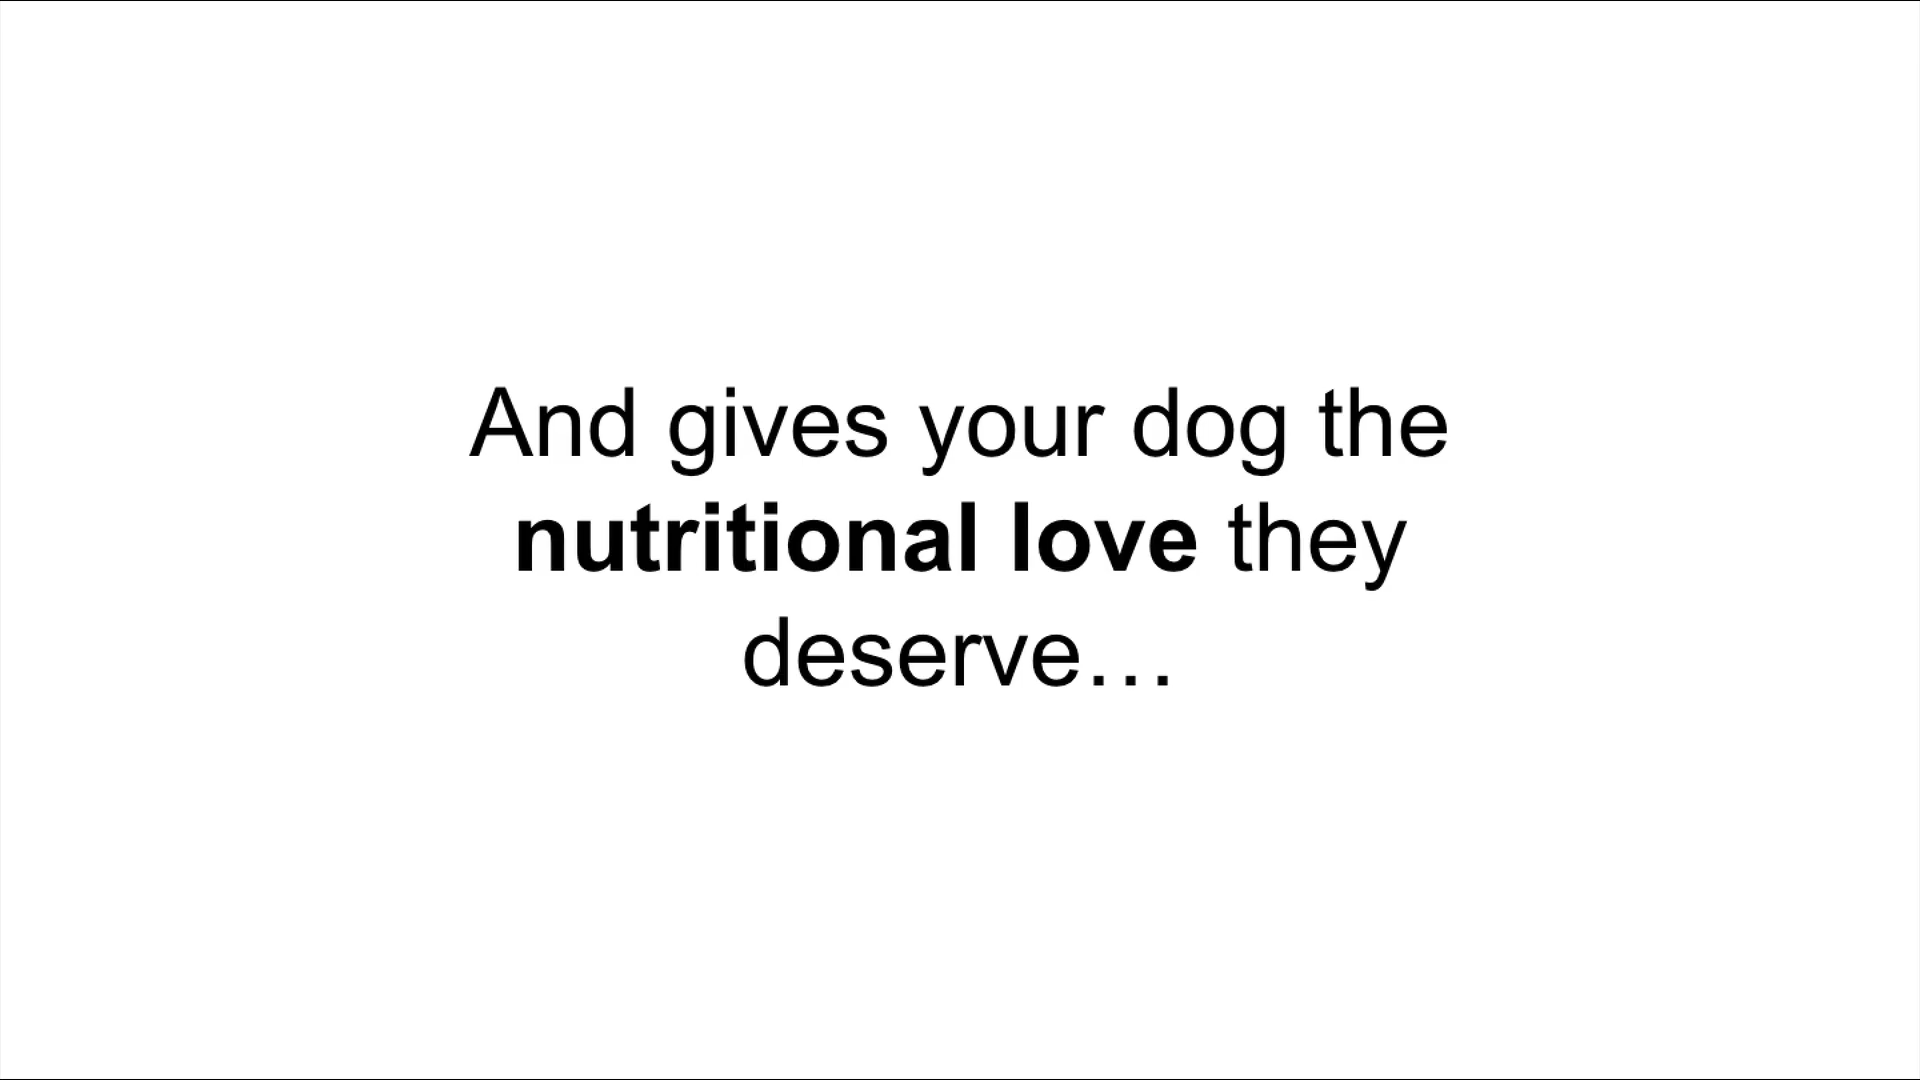 And gives your dog the
nutritional love they
deserve…